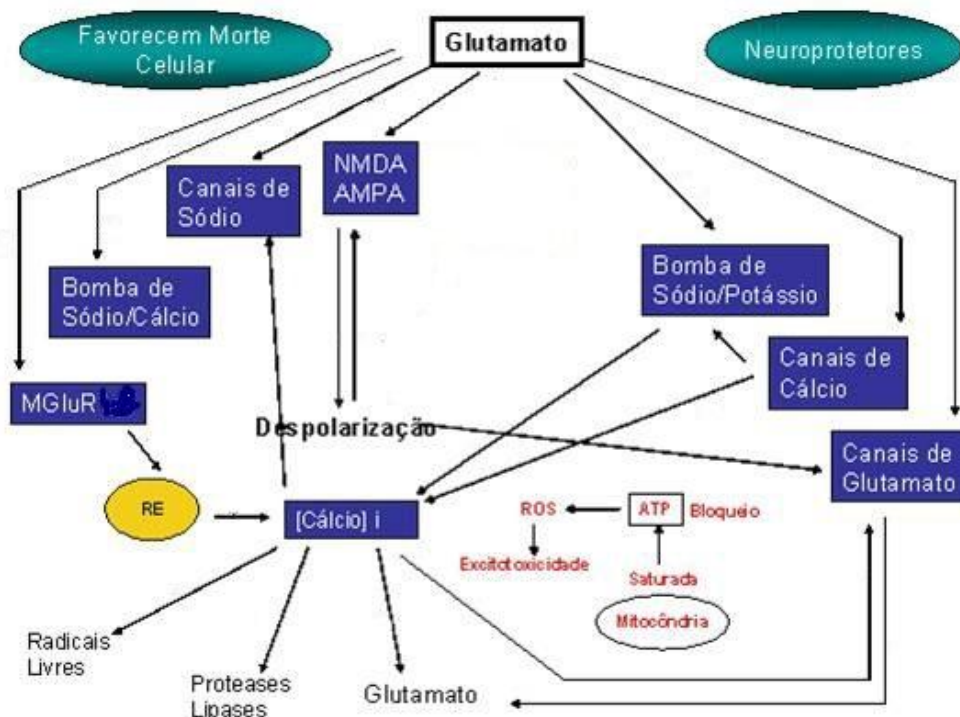 Favorecem Morte
Celular
Glutamato
Neuroprotetores
Canais de
Sódio
NMDA
AMPA
Bomba de
Sódio/Cálcio
Bomba de
Sódio/Potássio
Canais de
Cálcio
MGluR
Despolarização
Canais de
Glutamato
RE
[Cálcio] i
ROS
ATP
Bloqueio
Excitotoxicidade
Saturada
Mitocôndria
Radicais
Livres
Proteases
Lipases
Glutamato